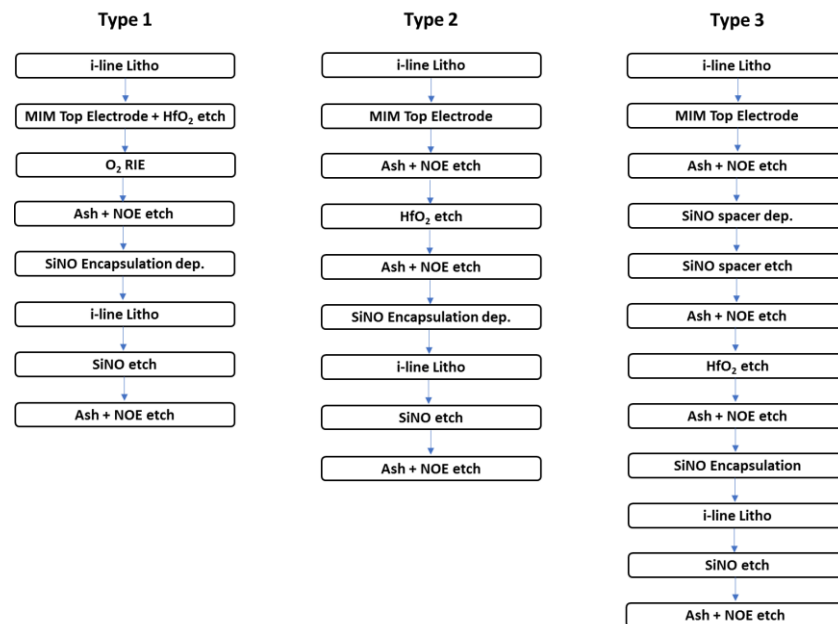 Type 1
i-line Litho
MIM Top Electrode + HfO₂ etch
O₂ RIE
Ash + NOE etch
SiNO Encapsulation dep.
i-line Litho
SiNO etch
Ash + NOE etch
Type 2
i-line Litho
MIM Top Electrode
Ash + NOE etch
HfO₂ etch
Ash + NOE etch
SiNO Encapsulation dep.
i-line Litho
SiNO etch
Ash + NOE etch
Type 3
i-line Litho
MIM Top Electrode
Ash + NOE etch
SiNO spacer dep.
SiNO spacer etch
Ash + NOE etch
HfO₂ etch
Ash + NOE etch
SiNO Encapsulation
i-line Litho
SiNO etch
Ash + NOE etch